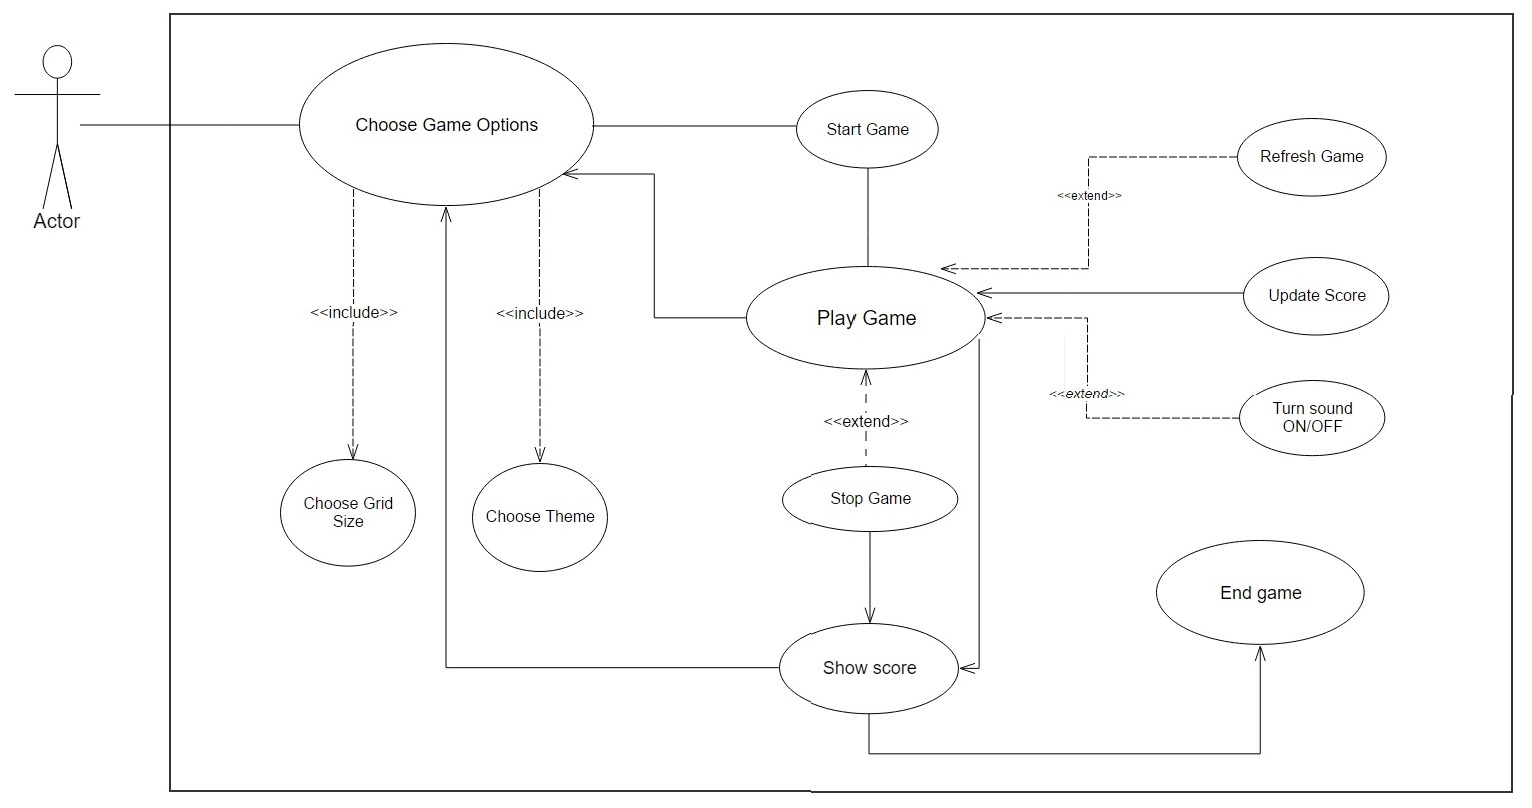 Choose Game Options
Start Game
Refresh Game
<<extend>>
Actor
Update Score
<<include>>
<<include>>
Play Game
<<extend>>
Turn sound
ON/OFF
<<extend>>
Choose Grid
Size
Choose Theme
Stop Game
End game
Show score